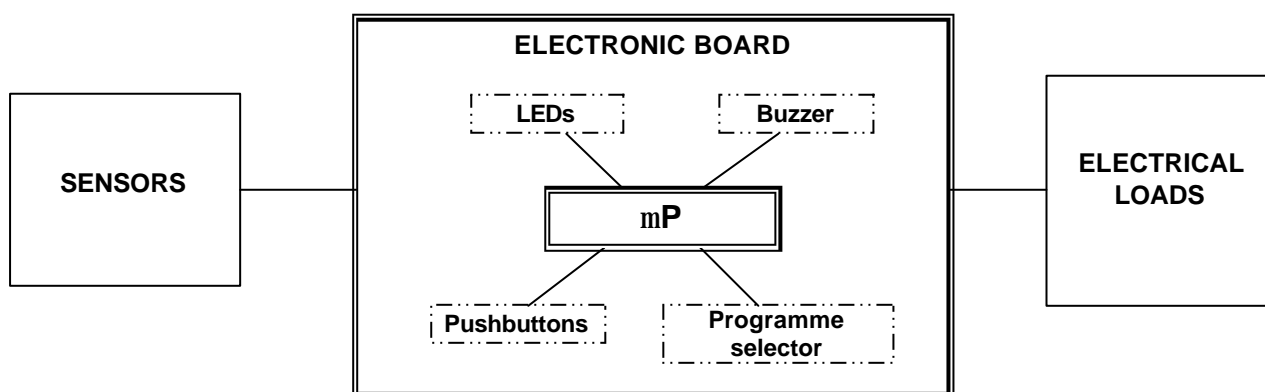 ELECTRONIC BOARD
LEDs
Buzzer
SENSORS
ELECTRICAL
LOADS
mP
Pushbuttons
Programme
selector